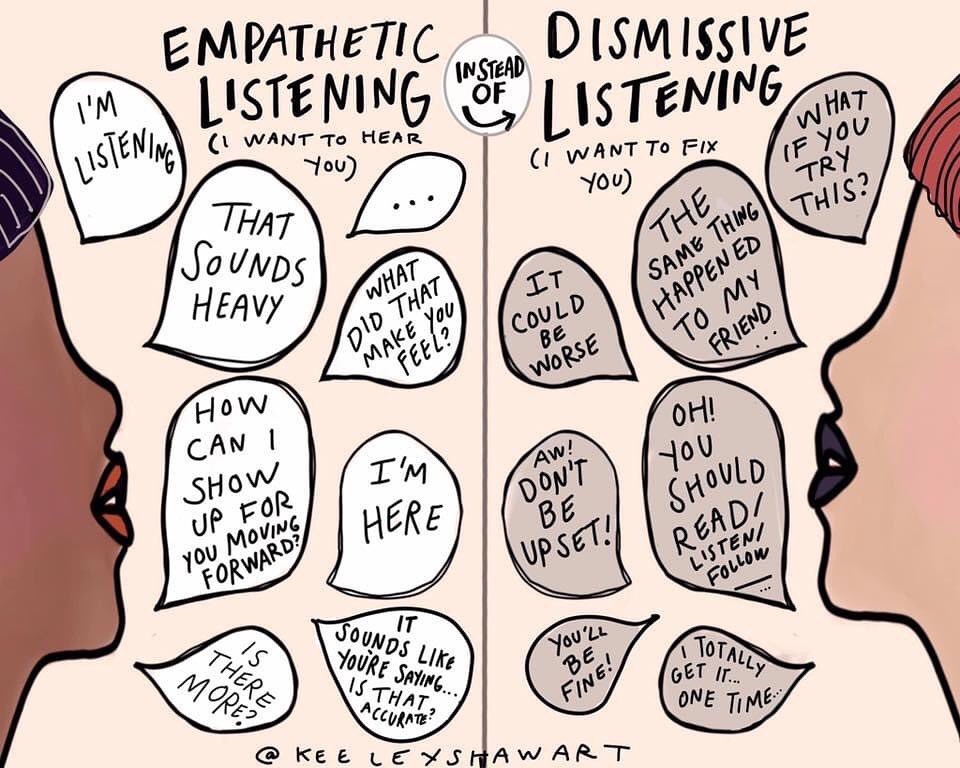 EMPATHETIC
LISTENING
(I WANT TO HEAR
YOU)
INSTEAD
OF
DISMISSIVE
LISTENING
(I WANT TO FIX
YOU)
I'M
LISTENING
...
THAT
SOUNDS
HEAVY
WHAT
DID THAT
MAKE YOU
FEEL?
HOW
CAN I
SHOW
UP FOR
YOU MOVING
FORWARD?
I'M
HERE
IS
THERE
MORE?
IT
SOUNDS LIKE
YOU'RE SAYING...
IS THAT
ACCURATE?
WHAT
IF YOU
TRY
THIS?
THE
SAME THING
HAPPENED
TO MY
FRIEND...
IT
COULD
BE
WORSE
AW!
DON'T
BE
UPSET!
OH!
YOU
SHOULD
READ/
LISTEN/
FOLLOW
__...
YOU'LL
BE
FINE!
I TOTALLY
GET IT...
ONE TIME...
@KEELEYSHAWART